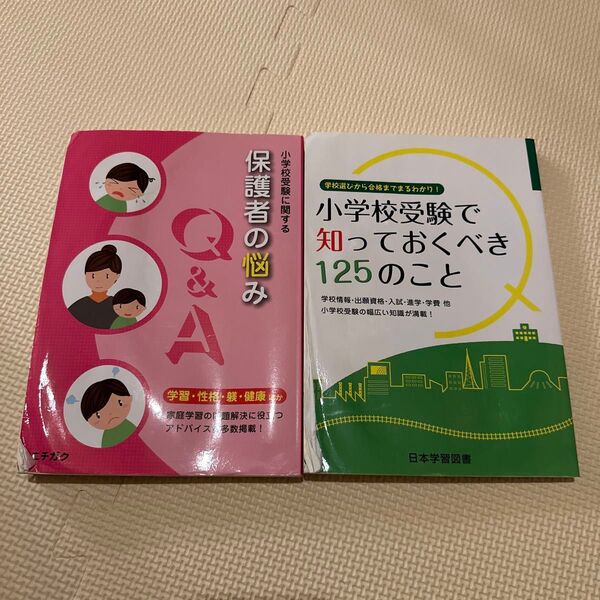 小学校受験に関する
保護者の悩み
Q&A
学習・性格・躾・健康 ほか
家庭学習の問題解決に役立つ
アドバイスを多数掲載！
ニチガク
学校選びから合格までまるわかり！
小学校受験で
知っておくべき
125のこと
学校情報・出願資格・入試・進学・学費 他
小学校受験の幅広い知識が満載！
日本学習図書